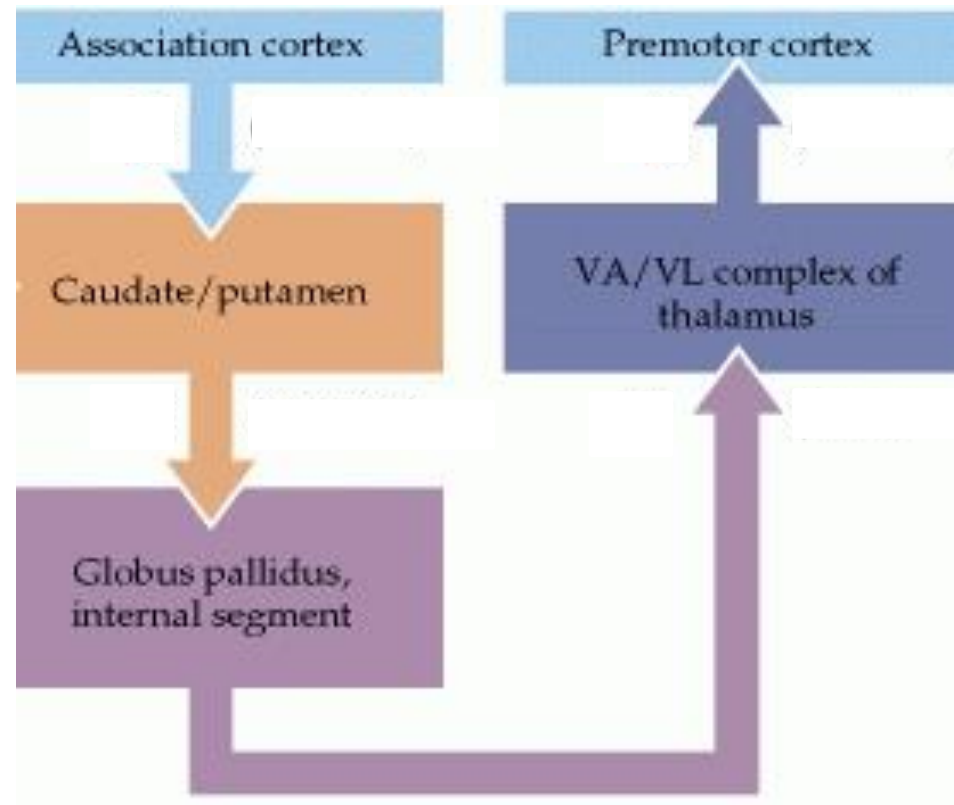 Association cortex
Premotor cortex
Caudate/putamen
VA/VL complex of
thalamus
Globus pallidus,
internal segment